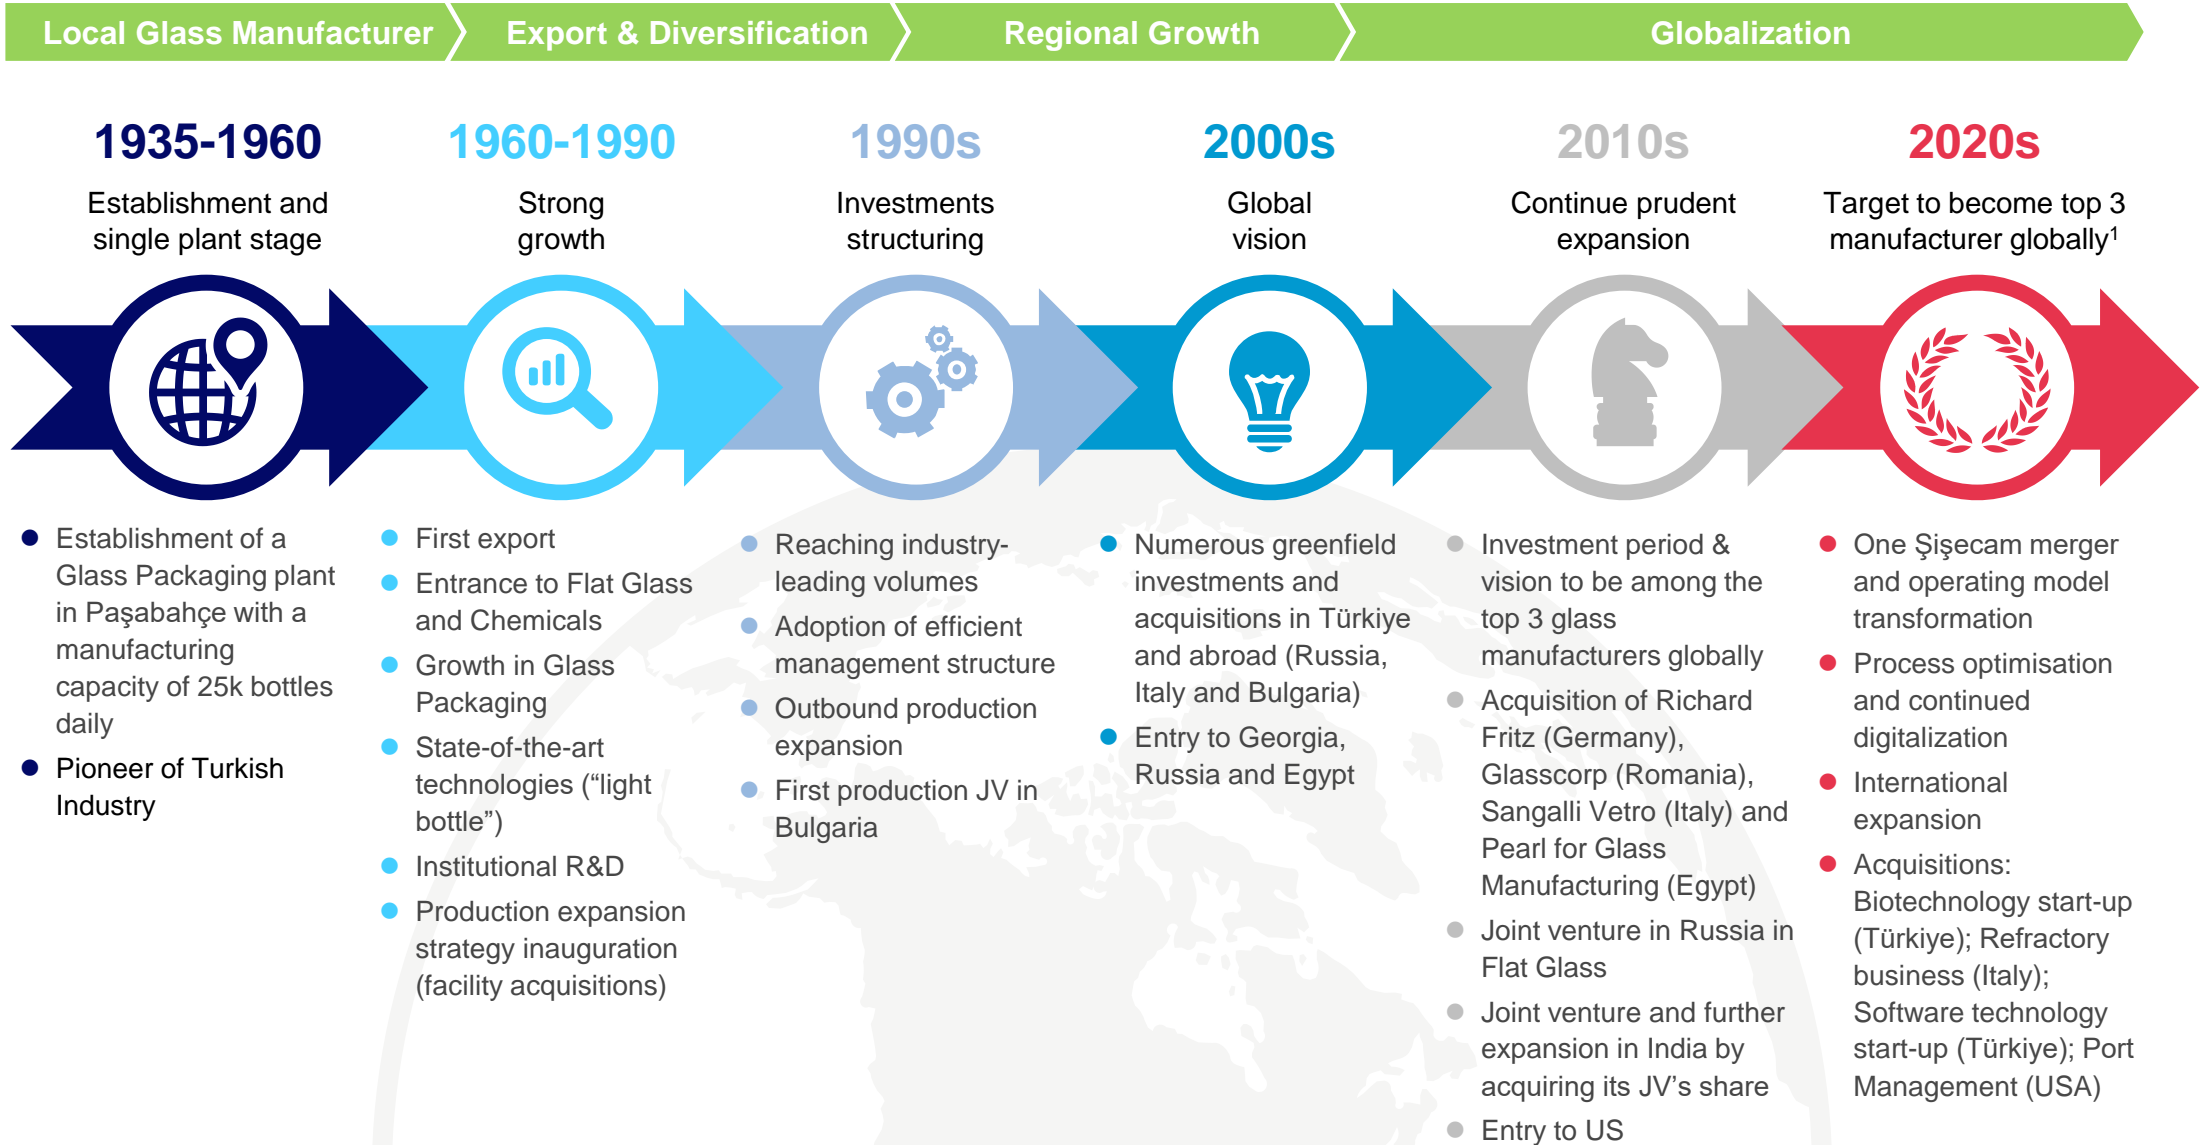 Local Glass Manufacturer
Export & Diversification
Regional Growth
Globalization
1935-1960
Establishment and
single plant stage
1960-1990
Strong
growth
1990s
Investments
structuring
2000s
Global
vision
2010s
Continue prudent
expansion
2020s
Target to become top 3
manufacturer globally¹
Establishment of a
Glass Packaging plant
in Paşabahçe with a
manufacturing
capacity of 25k bottles
daily
Pioneer of Turkish
Industry
First export
Entrance to Flat Glass
and Chemicals
Growth in Glass
Packaging
State-of-the-art
technologies (“light
bottle”)
Institutional R&D
Production expansion
strategy inauguration
(facility acquisitions)
Reaching industry-
leading volumes
Adoption of efficient
management structure
Outbound production
expansion
First production JV in
Bulgaria
Numerous greenfield
investments and
acquisitions in Türkiye
and abroad (Russia,
Italy and Bulgaria)
Entry to Georgia,
Russia and Egypt
Investment period &
vision to be among the
top 3 glass
manufacturers globally
Acquisition of Richard
Fritz (Germany),
Glasscorp (Romania),
Sangalli Vetro (Italy) and
Pearl for Glass
Manufacturing (Egypt)
Joint venture in Russia in
Flat Glass
Joint venture and further
expansion in India by
acquiring its JV’s share
Entry to US
One Şişecam merger
and operating model
transformation
Process optimisation
and continued
digitalization
International
expansion
Acquisitions:
Biotechnology start-up
(Türkiye); Refractory
business (Italy);
Software technology
start-up (Türkiye); Port
Management (USA)